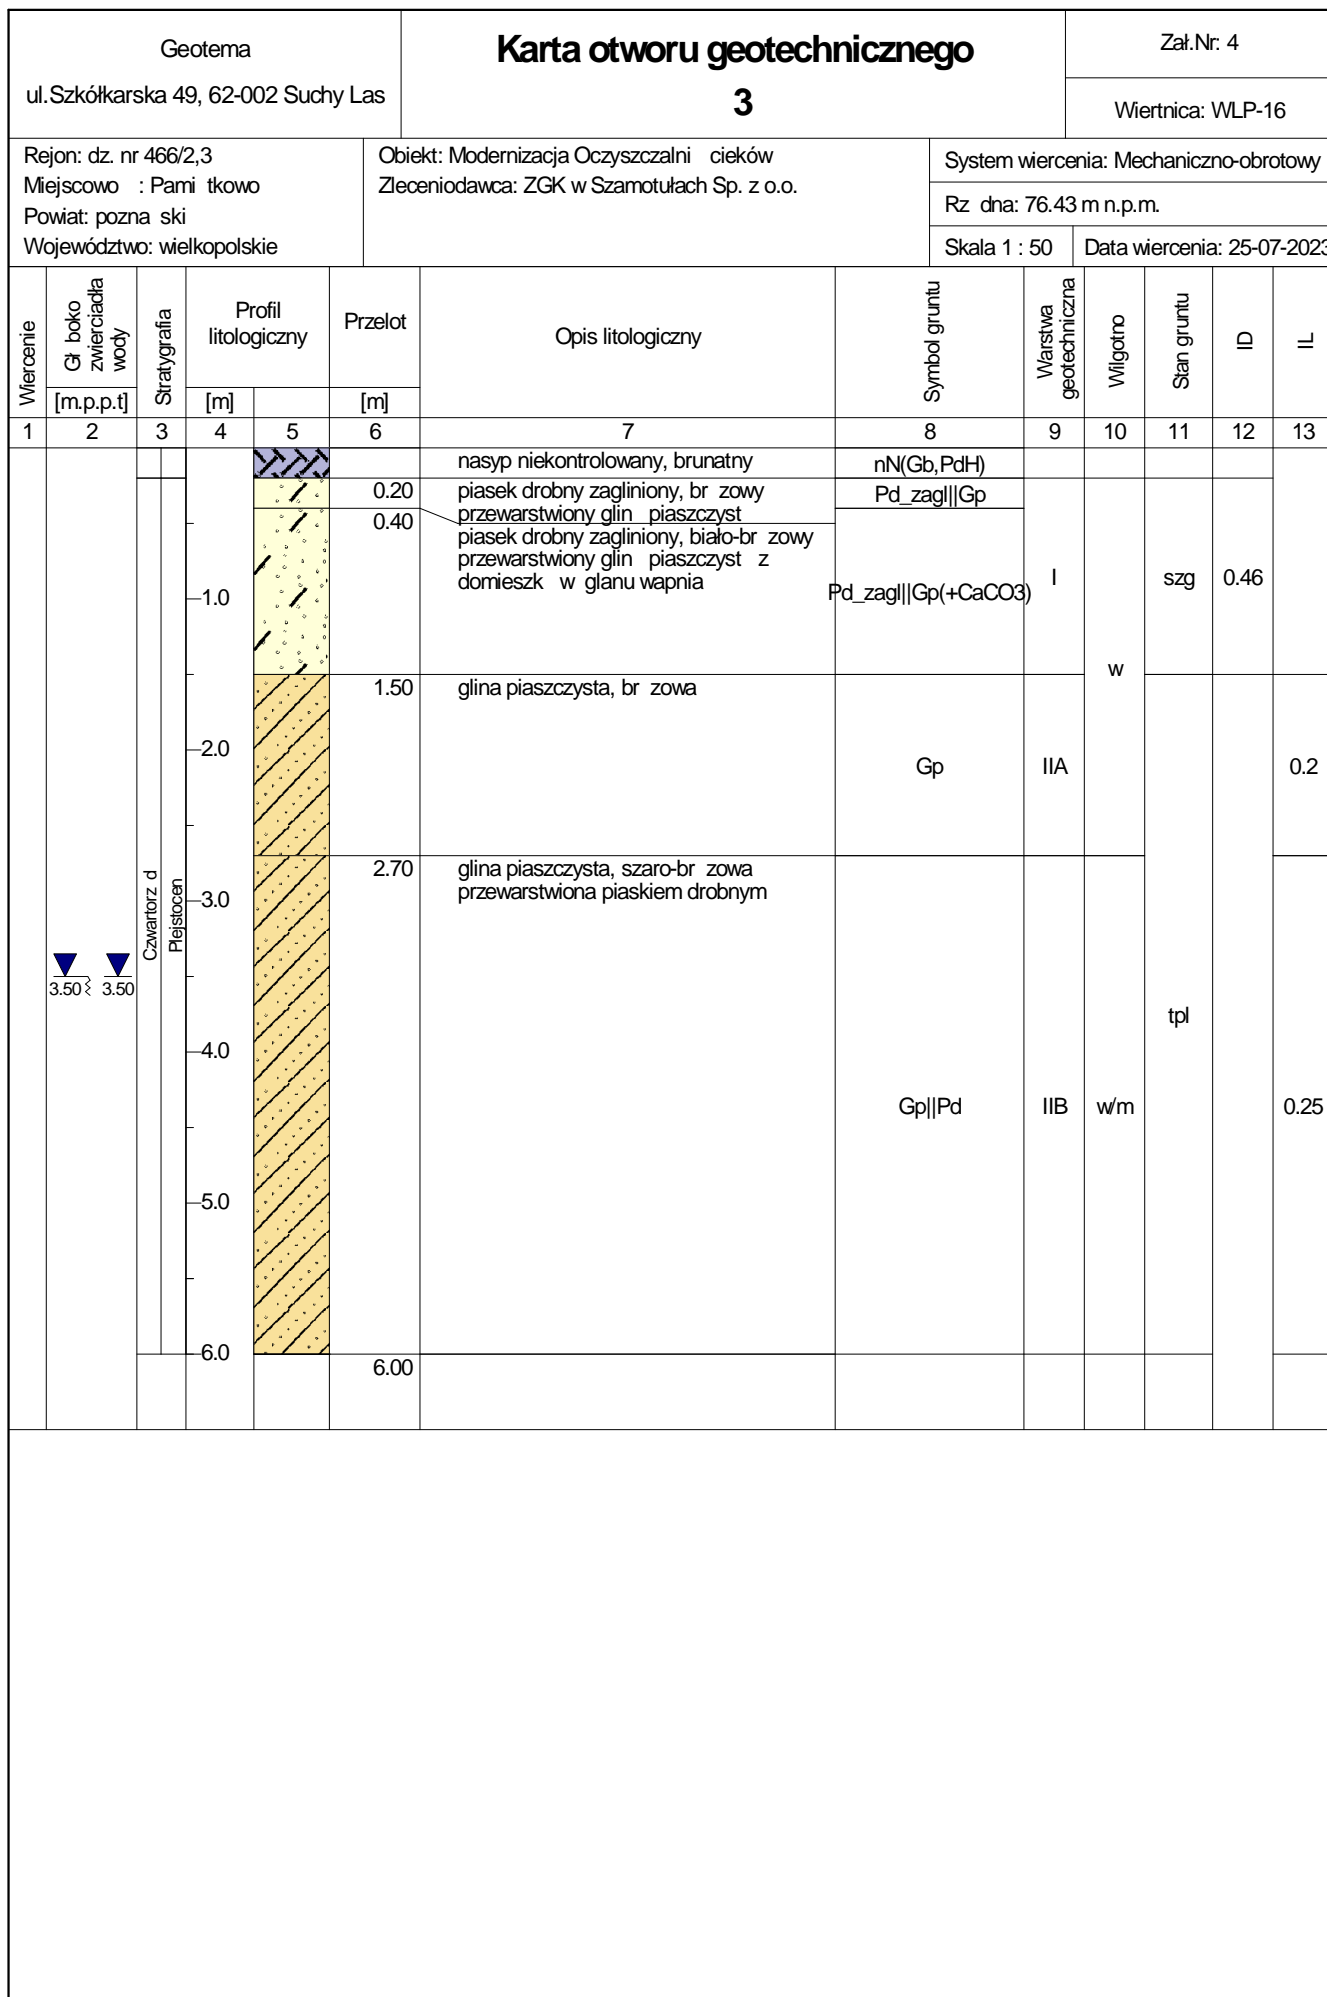 Geotema
ul.Szkółkarska 49, 62-002 Suchy Las
Karta otworu geotechnicznego
3
Zał.Nr: 4
Wiertnica: WLP-16
Rejon: dz. nr 466/2,3
Miejscowo : Pami tkowo
Powiat: pozna ski
Województwo: wielkopolskie
Obiekt: Modernizacja Oczyszczalni cieków
Zleceniodawca: ZGK w Szamotułach Sp. z o.o.
System wiercenia: Mechaniczno-obrotowy
Rz dna: 76.43 m n.p.m.
Skala 1 : 50
Data wiercenia: 25-07-2023
Wiercenie
Gł boko
zwierciadła
wody
[m.p.p.t]
Stratygrafia
Profil
litologiczny
[m]
Przelot
[m]
Opis litologiczny
Symbol gruntu
Warstwa
geotechniczna
Wilgotno
Stan gruntu
ID
IL
1 2 3 4 5 6 7 8 9 10 11 12 13
nasyp niekontrolowany, brunatny
nN(Gb,PdH)
0.20
piasek drobny zagliniony, br zowy
przewarstwiony glin piaszczyst
Pd_zagl||Gp
0.40
piasek drobny zagliniony, biało-br zowy
przewarstwiony glin piaszczyst z
domieszk w glanu wapnia
Pd_zagl||Gp(+CaCO3)
I
szg
0.46
1.0
w
1.50
glina piaszczysta, br zowa
2.0
Gp
IIA
0.2
2.70
glina piaszczysta, szaro-br zowa
przewarstwiona piaskiem drobnym
3.0
Czwartorz d
Plejstocen
3.50 3.50
tpl
4.0
Gp||Pd
IIB
w/m
0.25
5.0
6.0
6.00